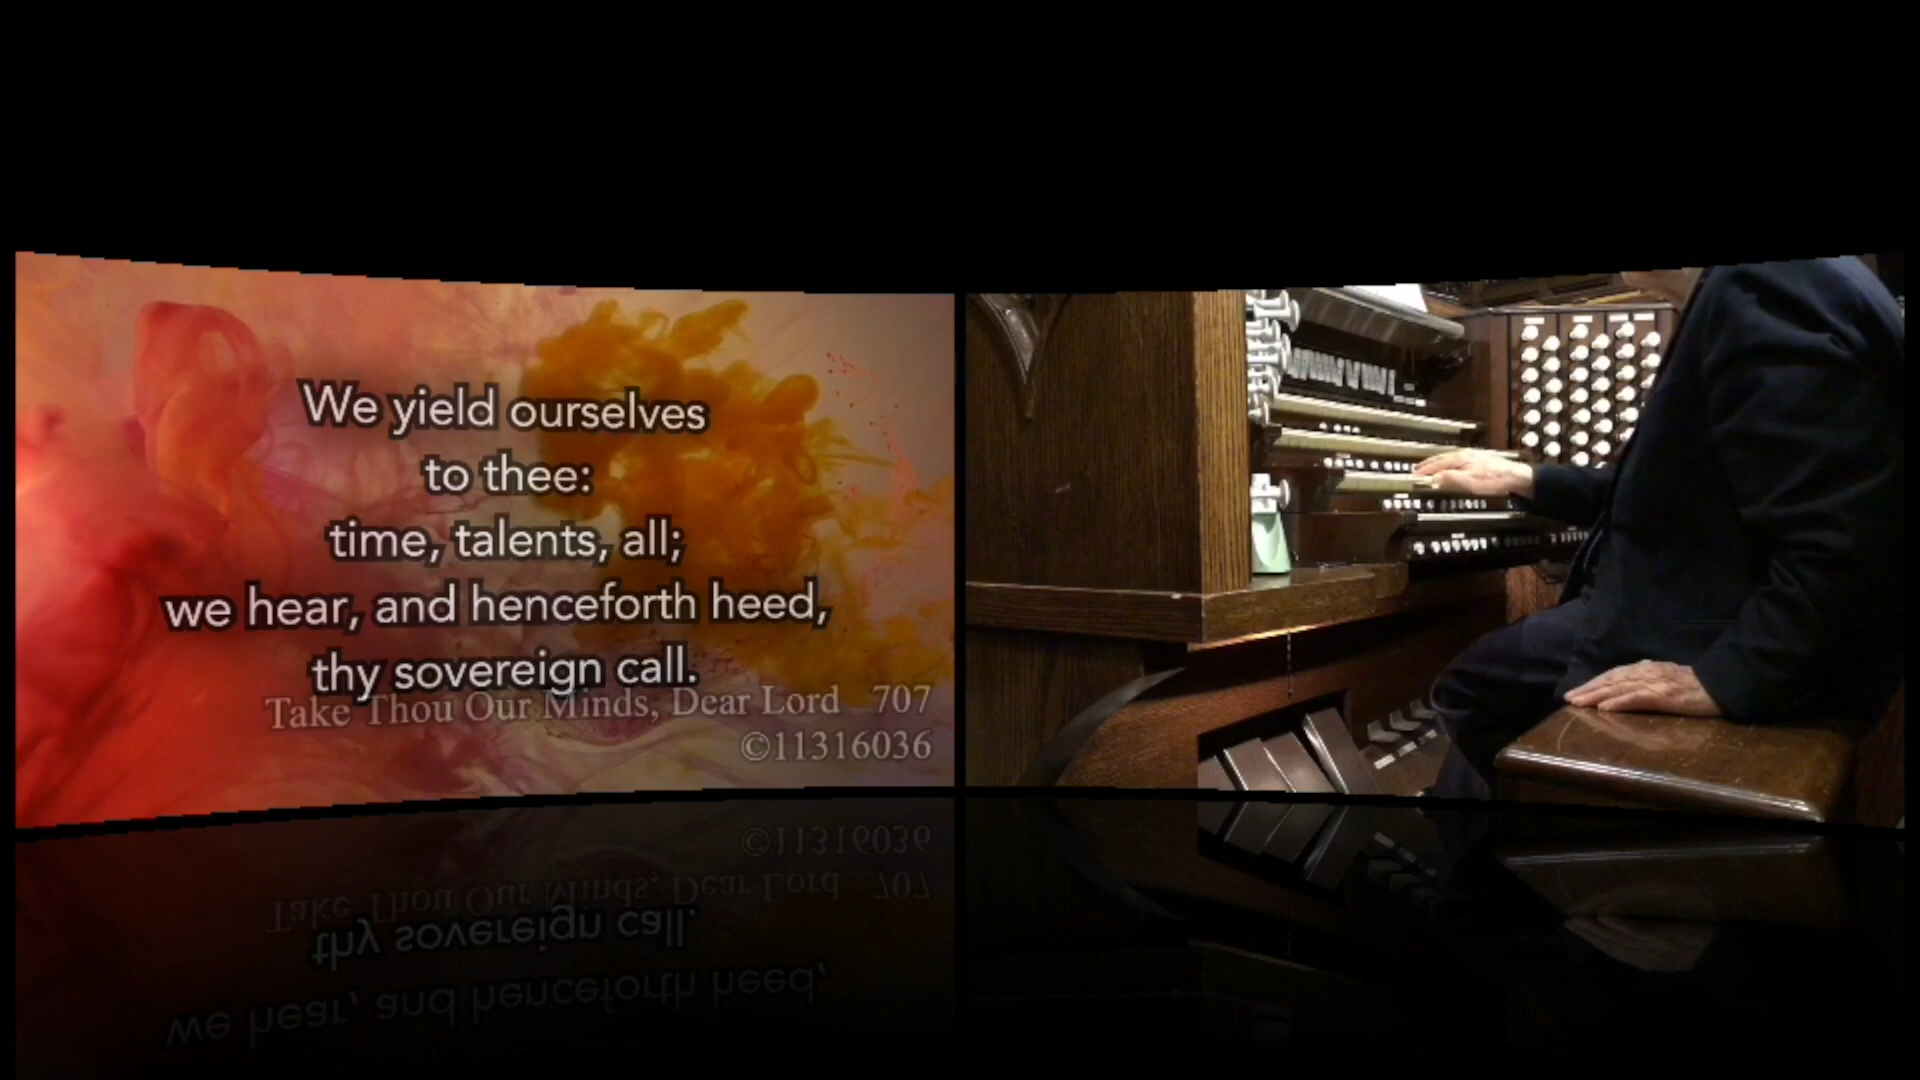 We yield ourselves
to thee:
time, talents, all;
we hear, and henceforth heed,
thy sovereign call.
Take Thou Our Minds, Dear Lord 707
©11316036